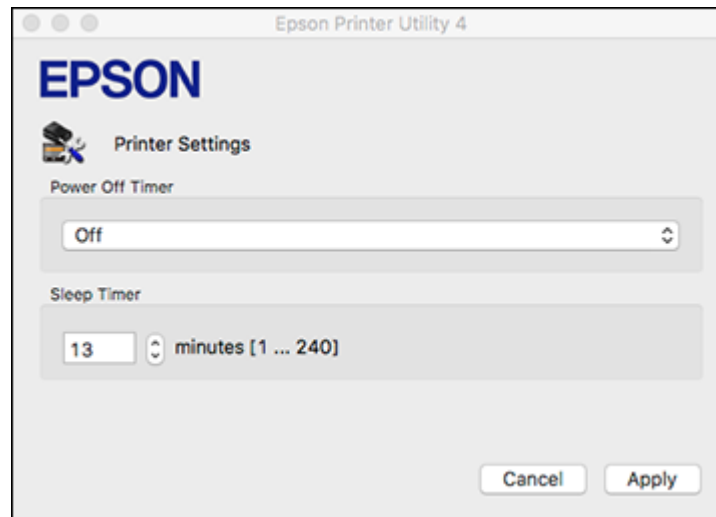 Epson Printer Utility 4
EPSON
Printer Settings
Power Off Timer
Off
Sleep Timer
13 minutes [1 ... 240]
Cancel Apply